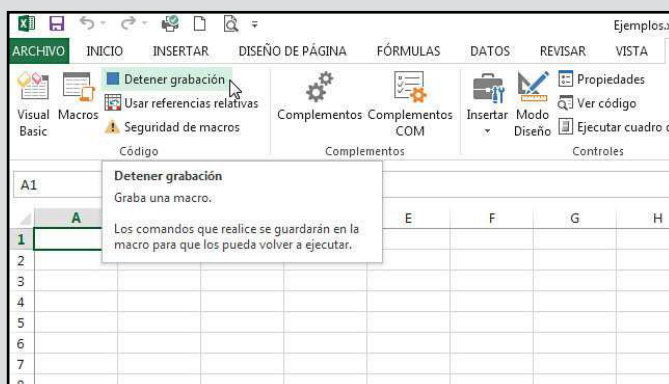 Ejemplos.x
ARCHIVO INICIO INSERTAR DISEÑO DE PÁGINA FÓRMULAS DATOS REVISAR VISTA
Detener grabación
Usar referencias relativas
Seguridad de macros
Visual Basic
Macros
Código
Complementos
Complementos COM
Complementos
Insertar
Modo Diseño
Propiedades
Ver código
Ejecutar cuadro
Controles
A1
Detener grabación
Graba una macro.
Los comandos que realice se guardarán en la
macro para que los pueda volver a ejecutar.
A E F G H
1
2
3
4
5
6
7